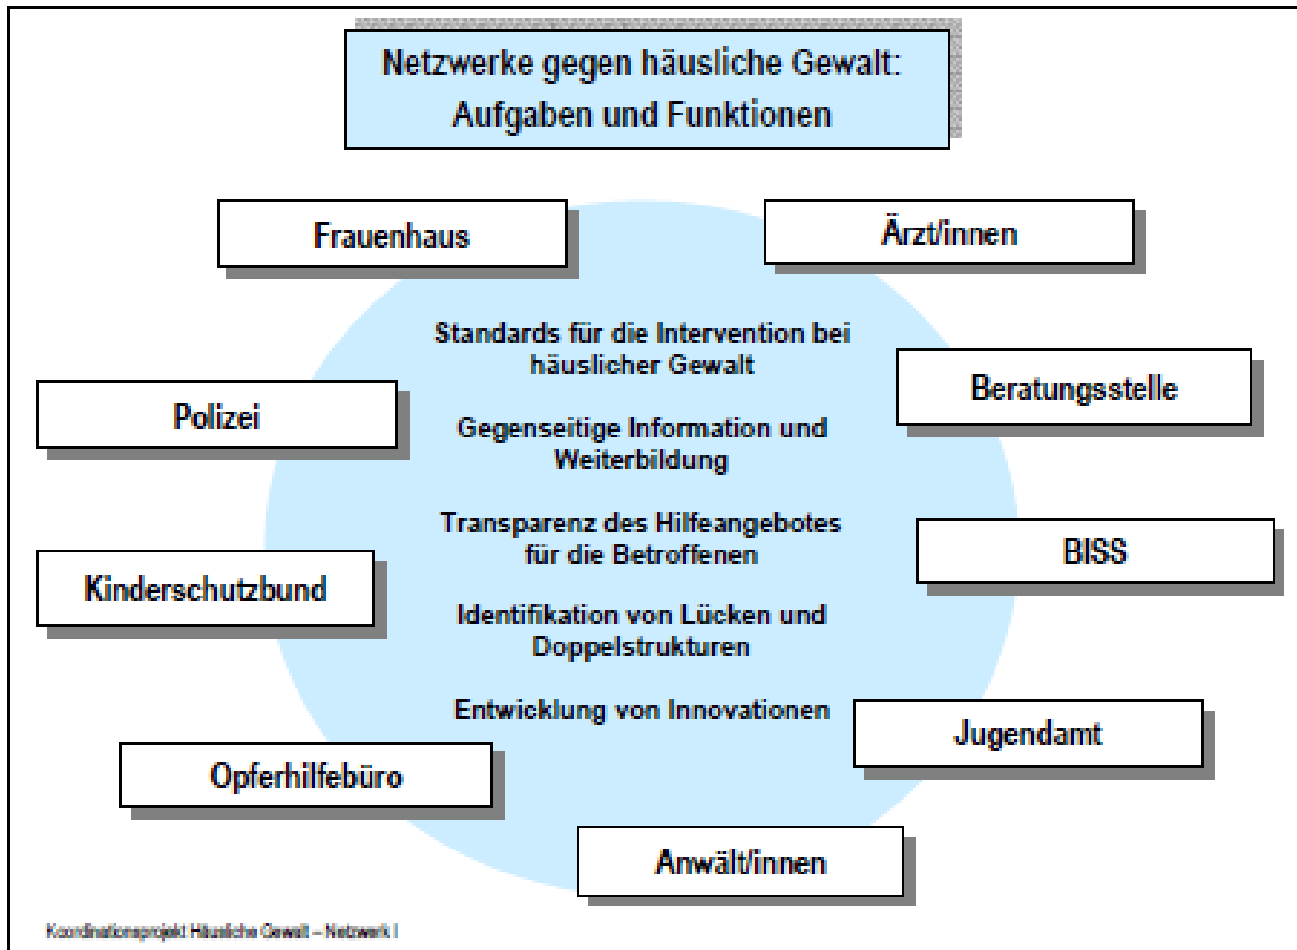 Netzwerke gegen häusliche Gewalt:
Aufgaben und Funktionen
Frauenhaus
Ärzt/innen
Standards für die Intervention bei
häuslicher Gewalt
Beratungsstelle
Polizei
Gegenseitige Information und
Weiterbildung
Transparenz des Hilfeangebotes
für die Betroffenen
BISS
Kinderschutzbund
Identifikation von Lücken und
Doppelstrukturen
Entwicklung von Innovationen
Jugendamt
Opferhilfebüro
Anwält/innen
Koordinationsprojekt Häusliche Gewalt – Netzwerk I